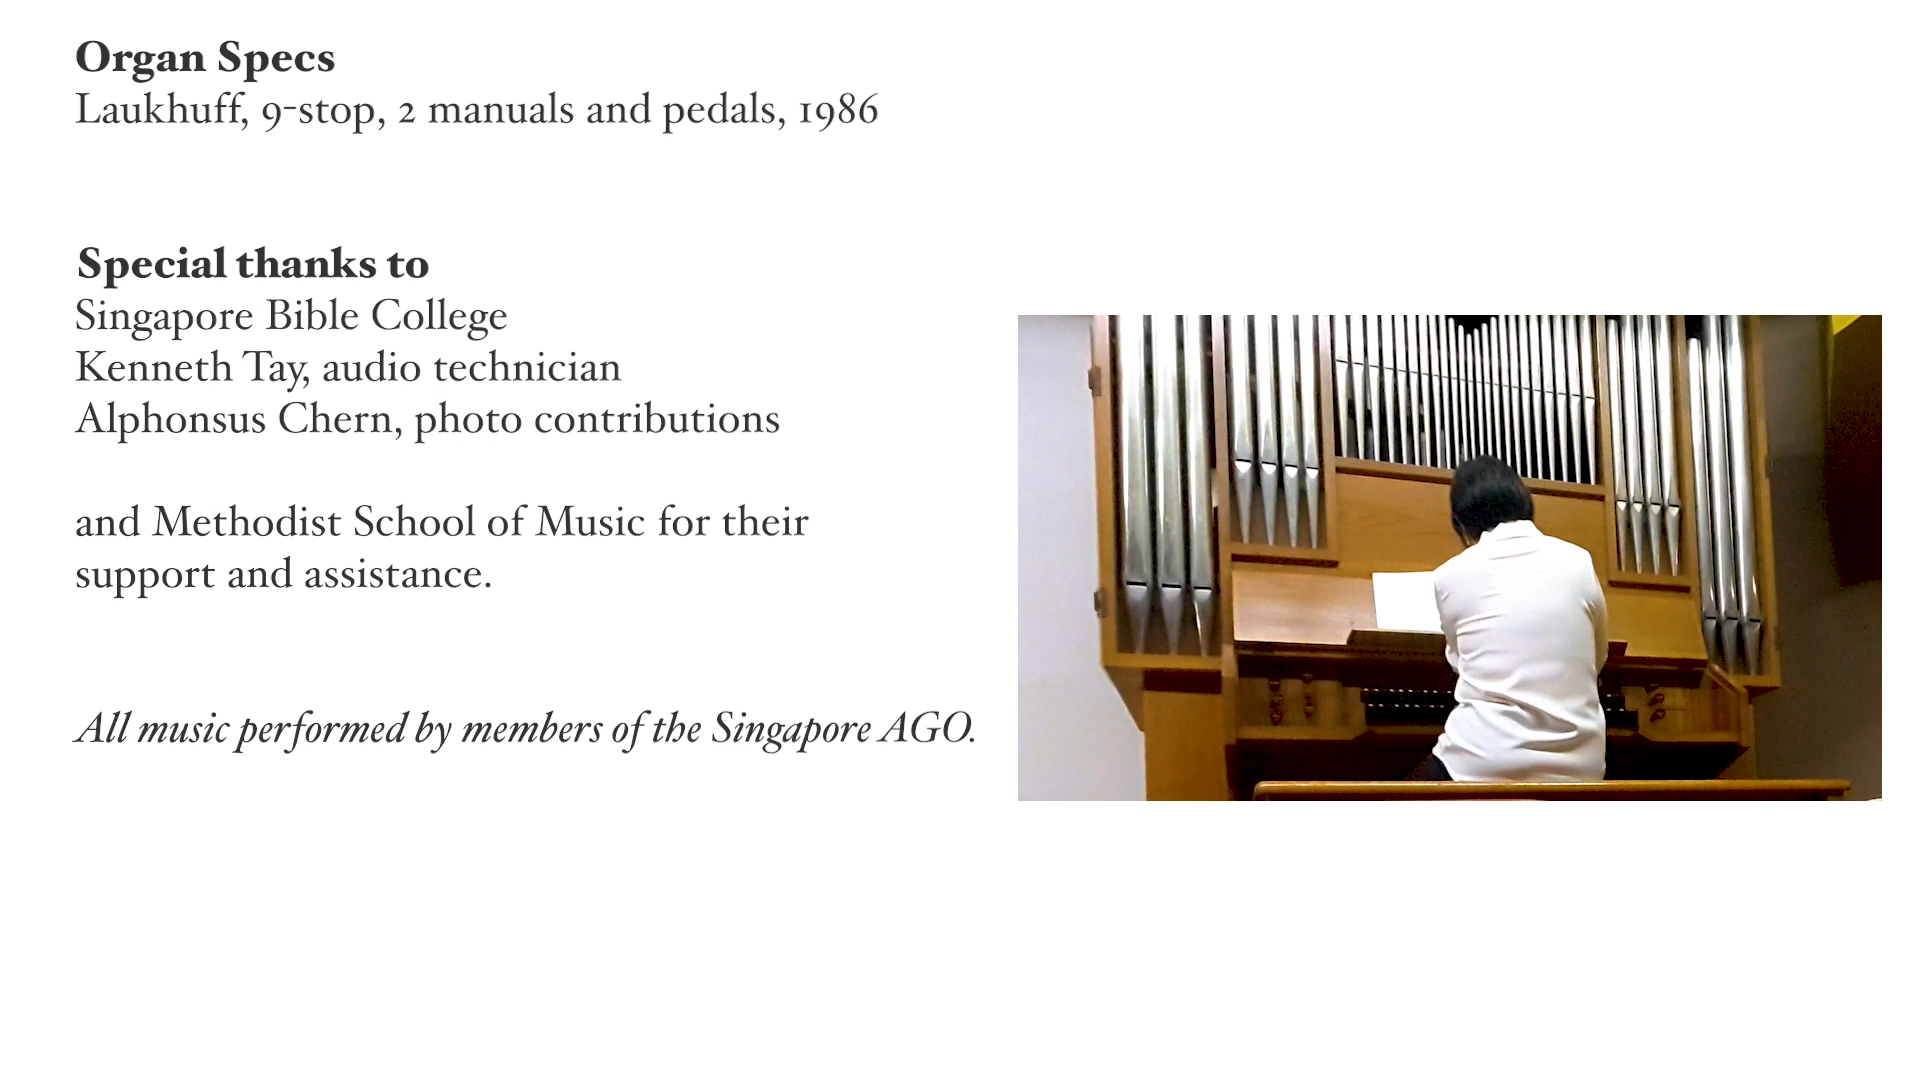 Organ Specs
Laukhuff, 9-stop, 2 manuals and pedals, 1986
Special thanks to
Singapore Bible College
Kenneth Tay, audio technician
Alphonsus Chern, photo contributions
and Methodist School of Music for their
support and assistance.
All music performed by members of the Singapore AGO.